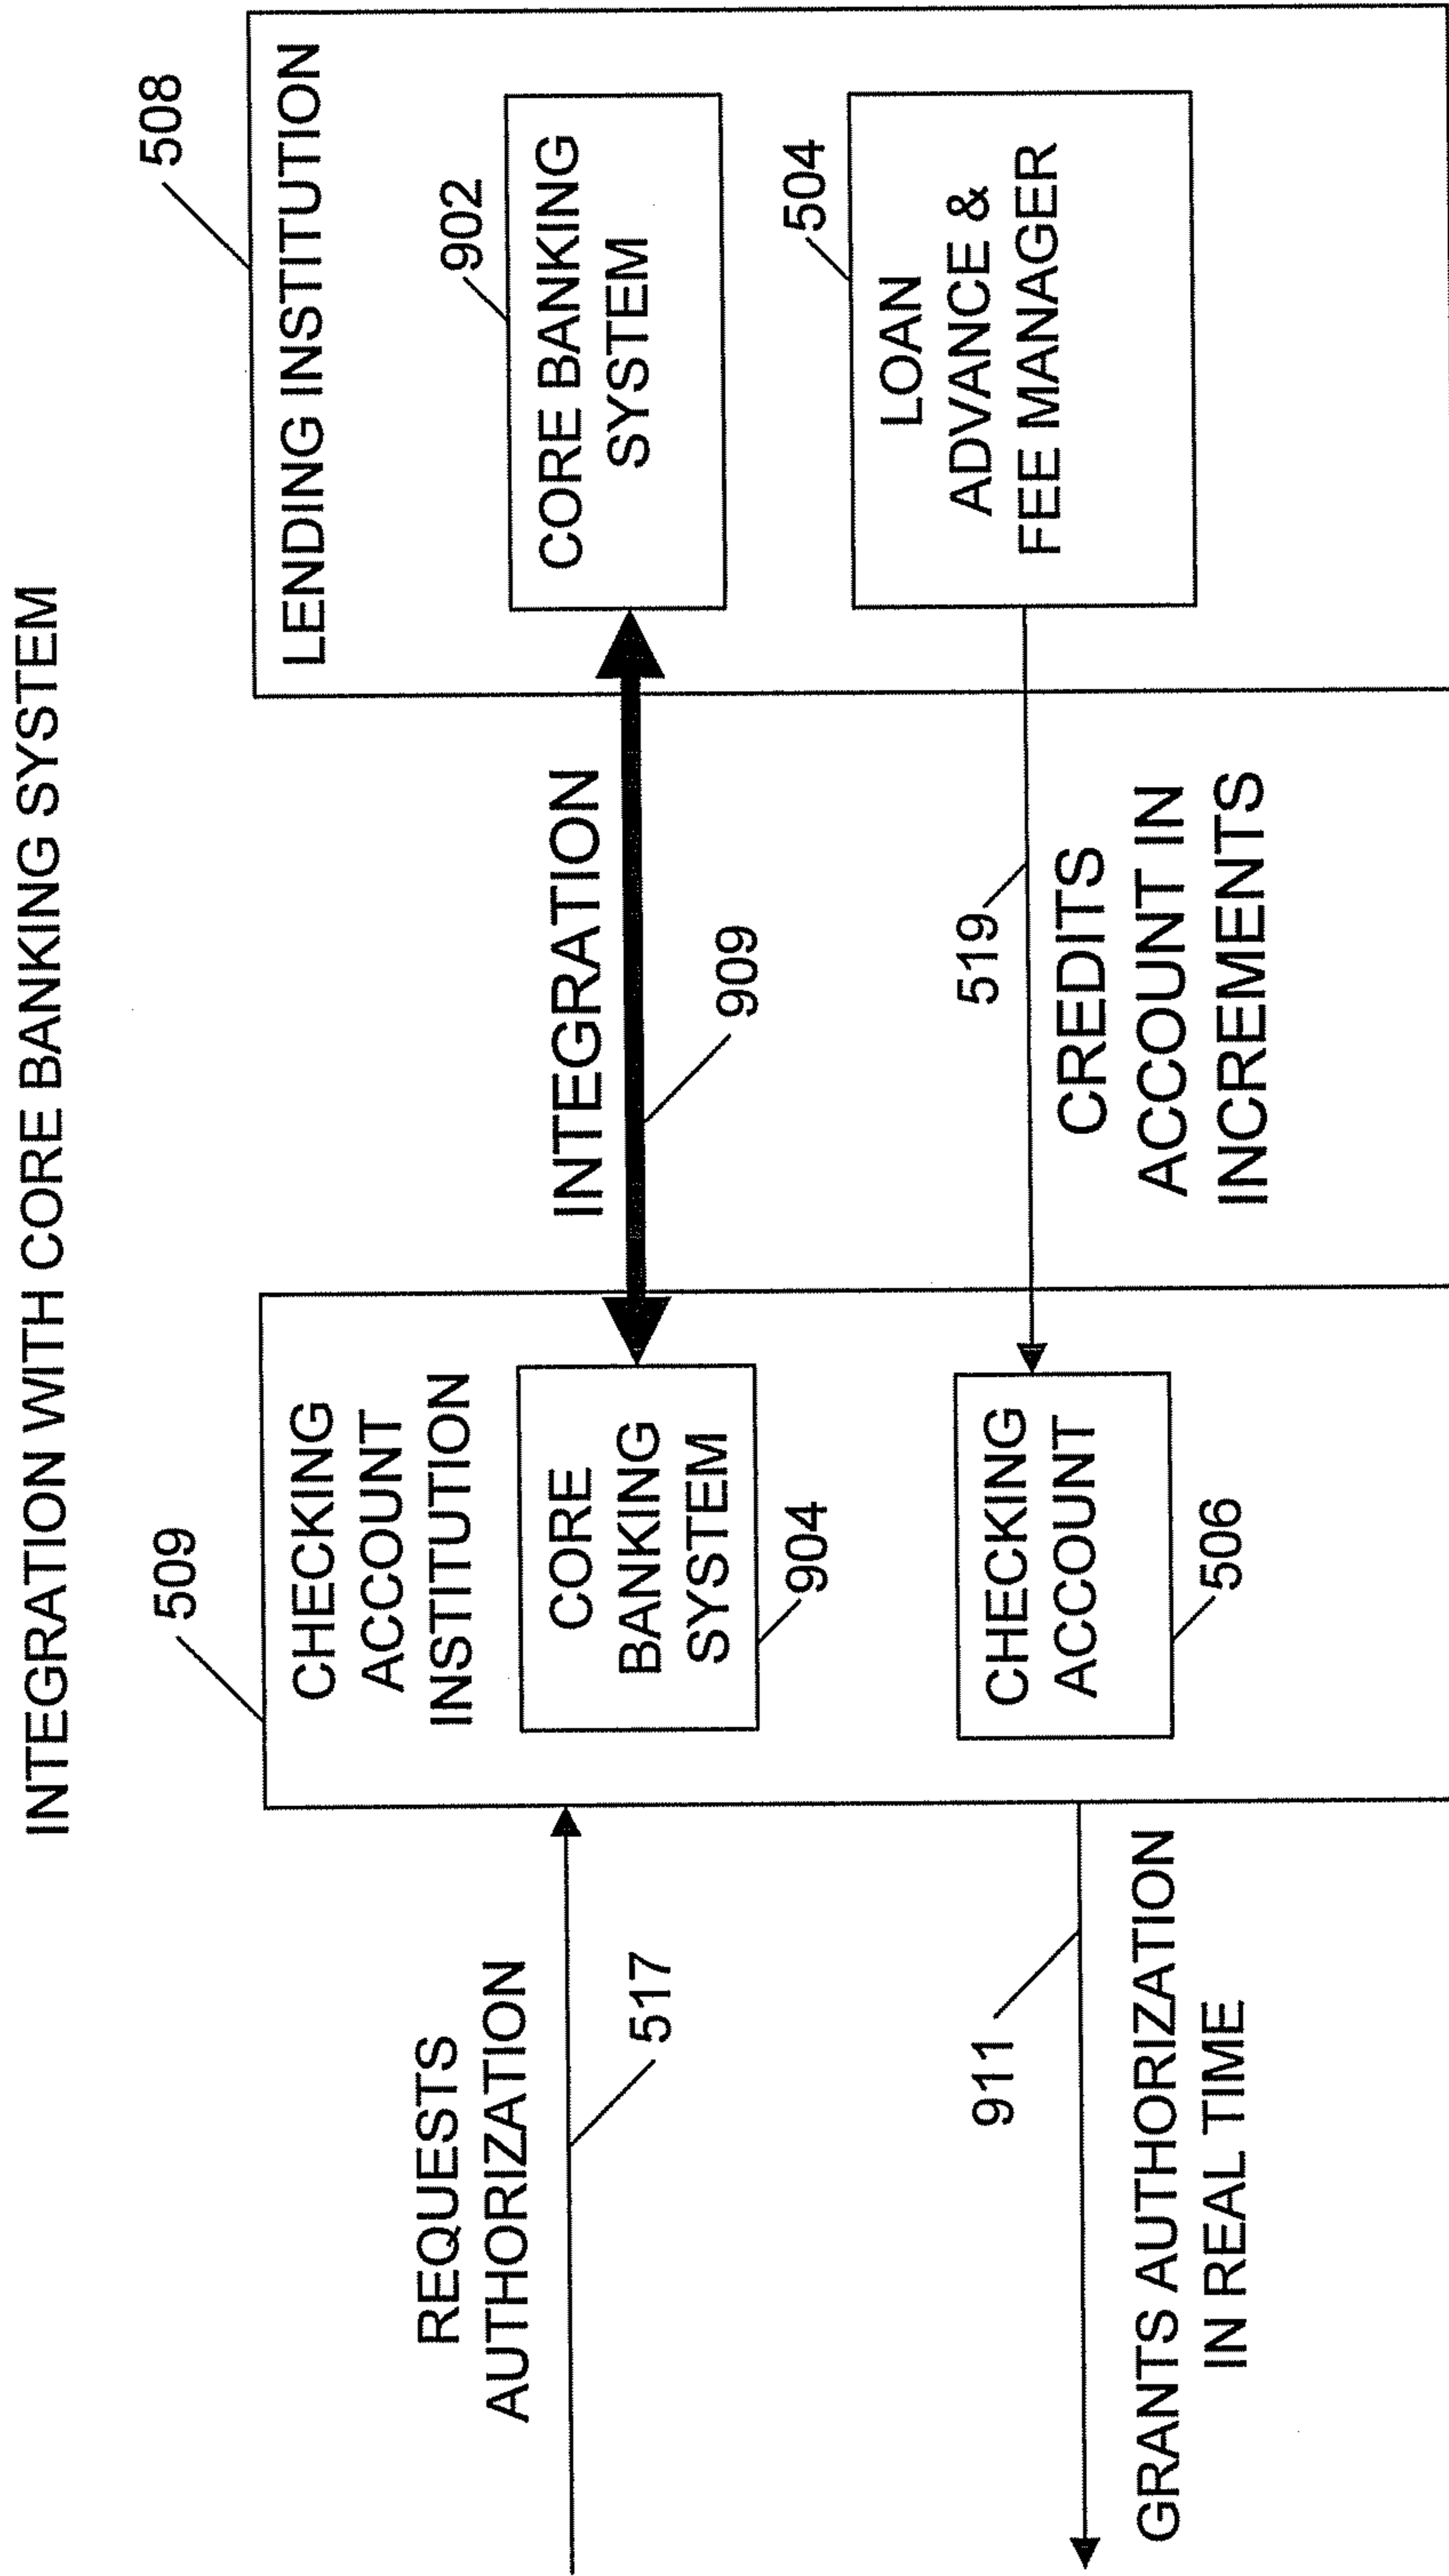 INTEGRATION WITH CORE BANKING SYSTEM
REQUESTS
AUTHORIZATION
517
911
GRANTS AUTHORIZATION
IN REAL TIME
509
CHECKING
ACCOUNT
INSTITUTION
CORE
BANKING
SYSTEM
904
CHECKING
ACCOUNT
506
INTEGRATION
909
519
CREDITS
ACCOUNT IN
INCREMENTS
508
LENDING INSTITUTION
902
CORE BANKING
SYSTEM
504
LOAN
ADVANCE &
FEE MANAGER